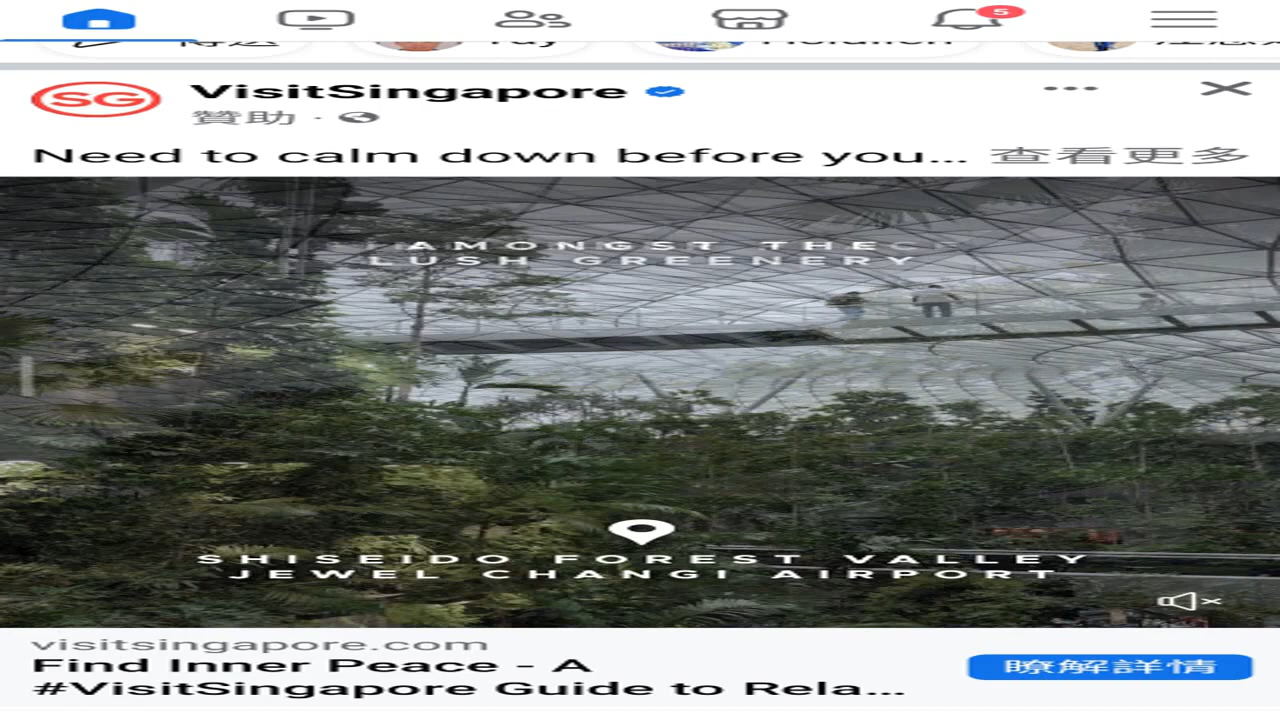 5
SG
VisitSingapore
贊助 ·
Need to calm down before you... 查看更多
AMONGST THE
LUSH GREENERY
SHISEIDO FOREST VALLEY
JEWEL CHANGI AIRPORT
visitsingapore.com
Find Inner Peace - A
#VisitSingapore Guide to Rela...
瞭解詳情